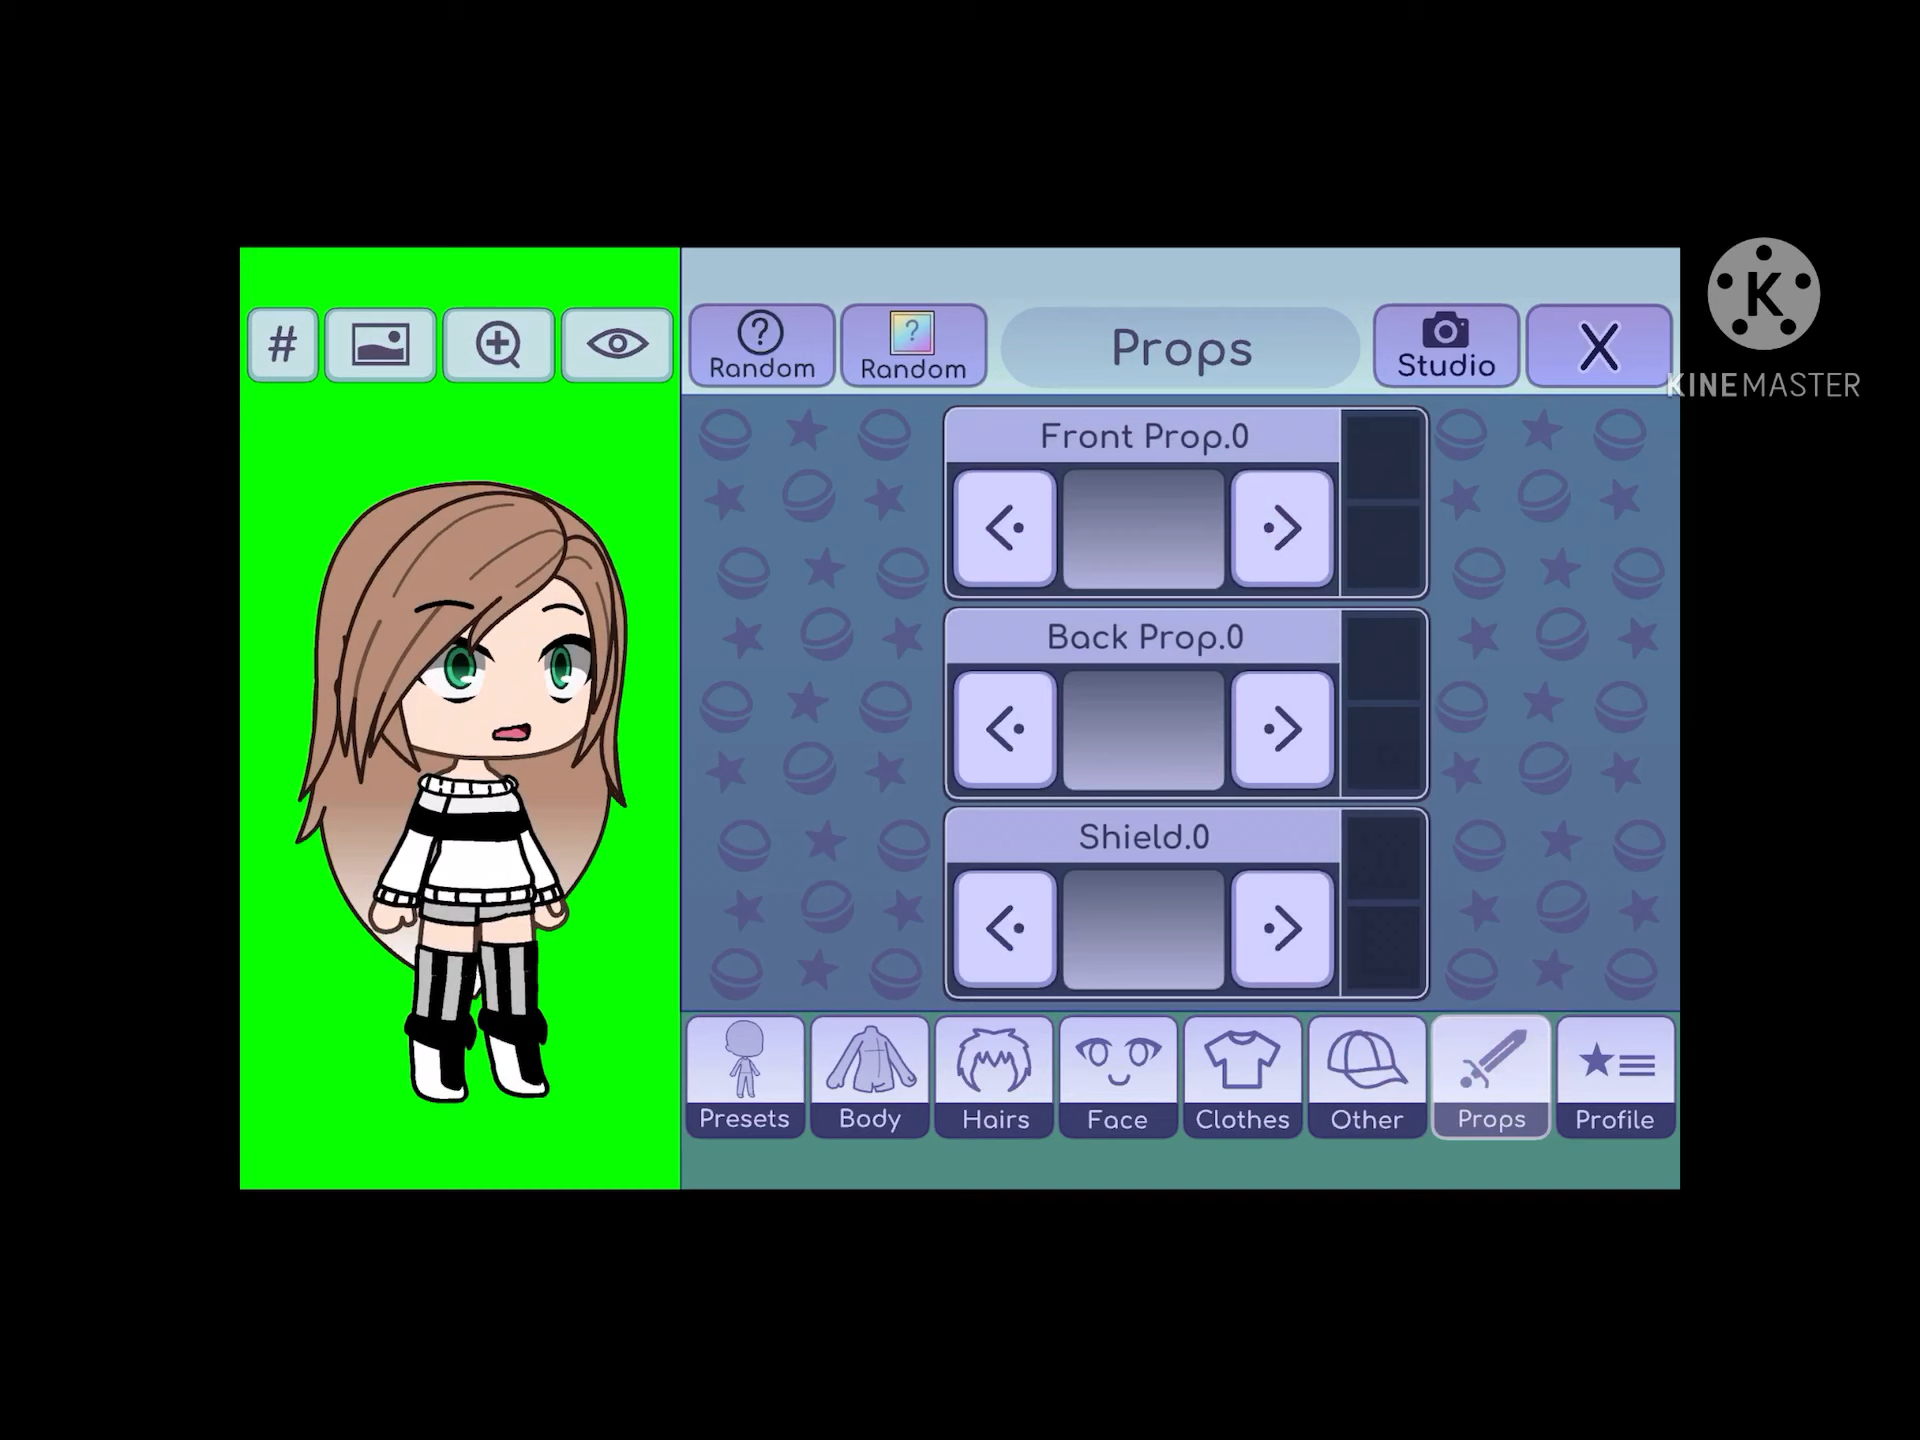 #
Random
Random
Props
Studio
X
K
KINEMASTER
Front Prop.0
Back Prop.0
Shield.0
Presets
Body
Hairs
Face
Clothes
Other
Props
Profile